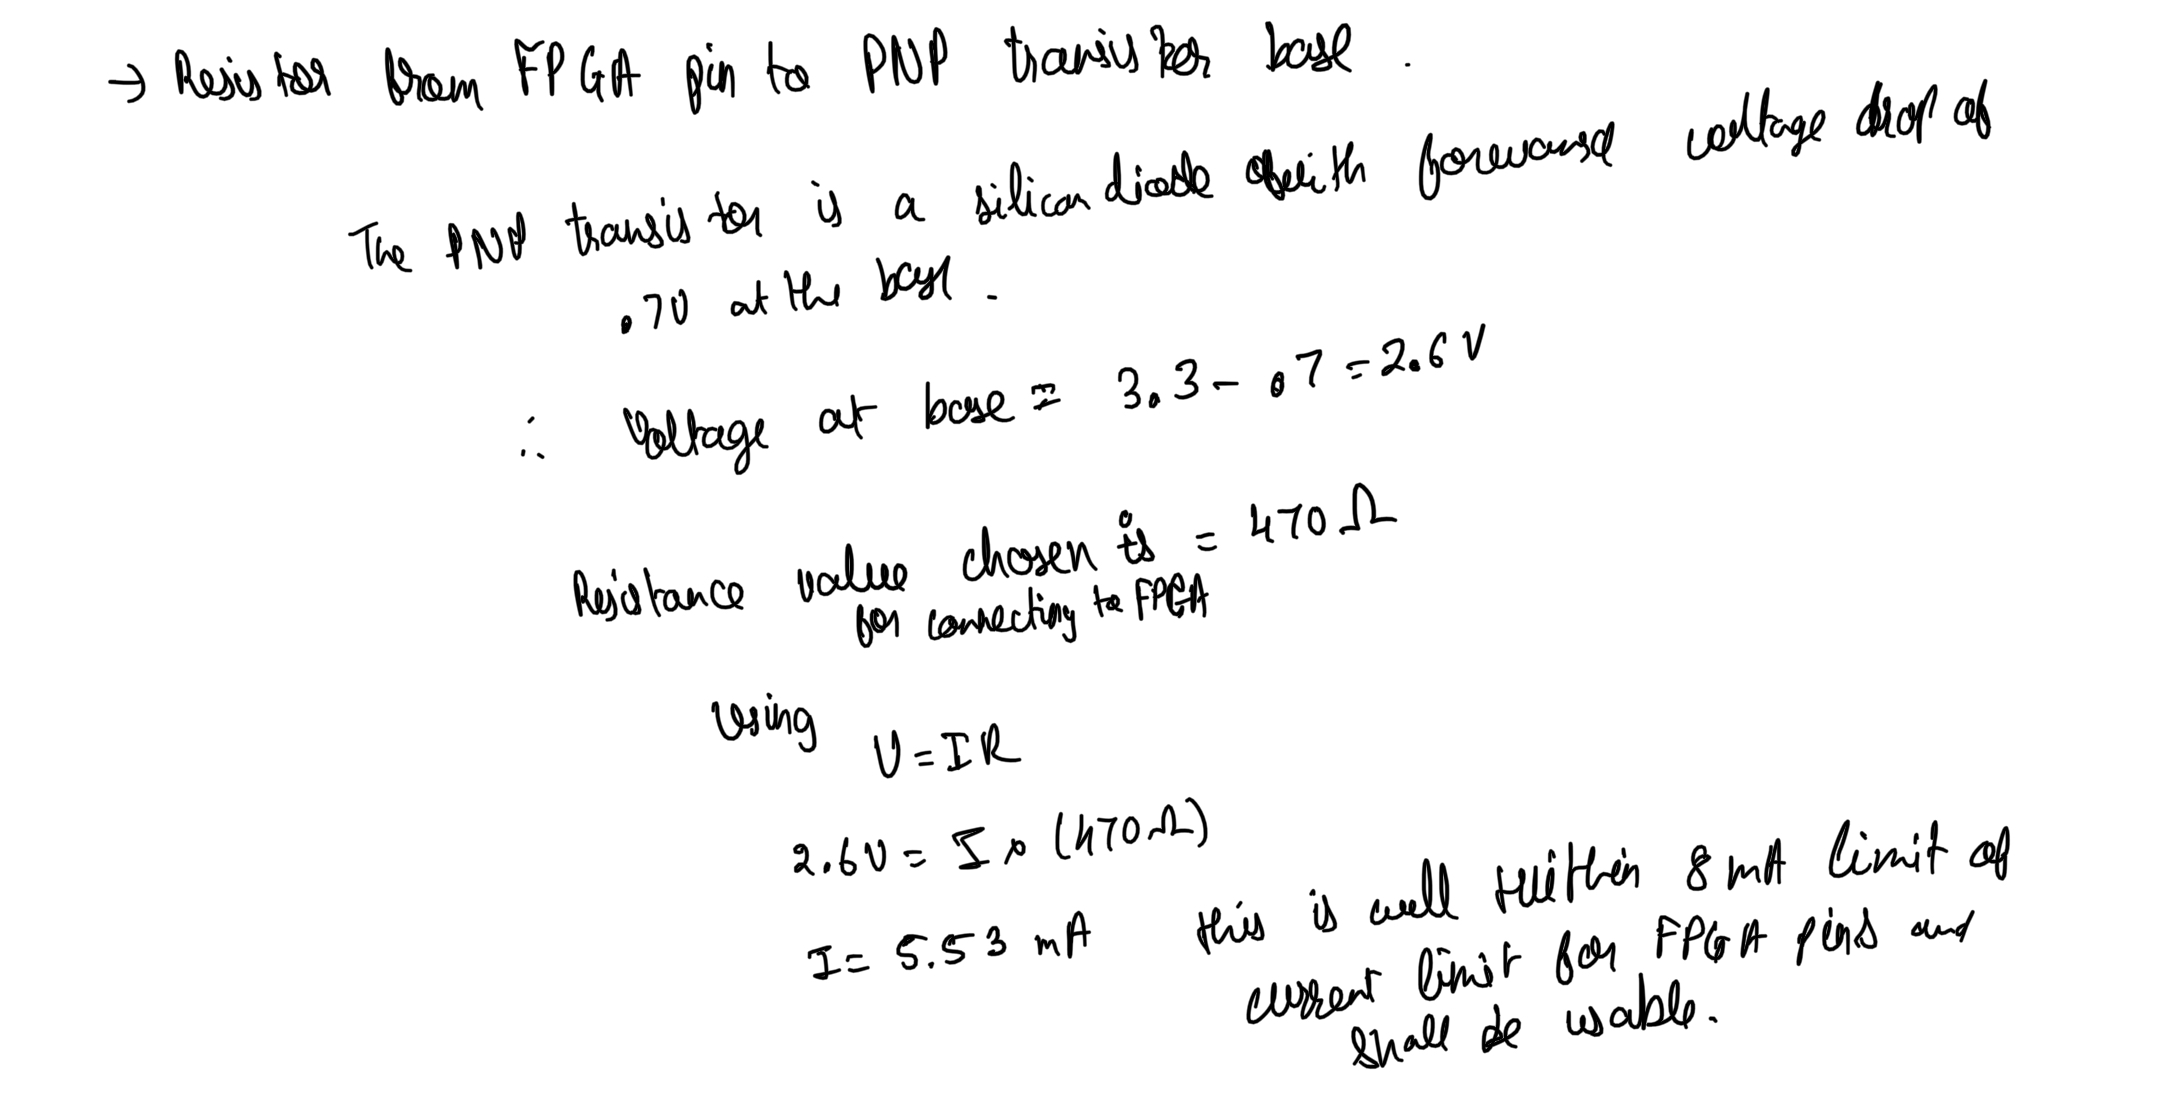 → Resistor from FPGA pin to PNP transistor base.
The PNP transistor is a silicon diode with forward voltage drop of
.7V at the base.
∴ Voltage at base = 3.3 - .7 = 2.6 V
Resistance value chosen is = 470 Ω
for connecting to FPGA
Using
V = IR
2.6V = I × (470Ω)
I = 5.53 mA this is well within 8 mA limit of
current limit for FPGA pins and
shall be usable.